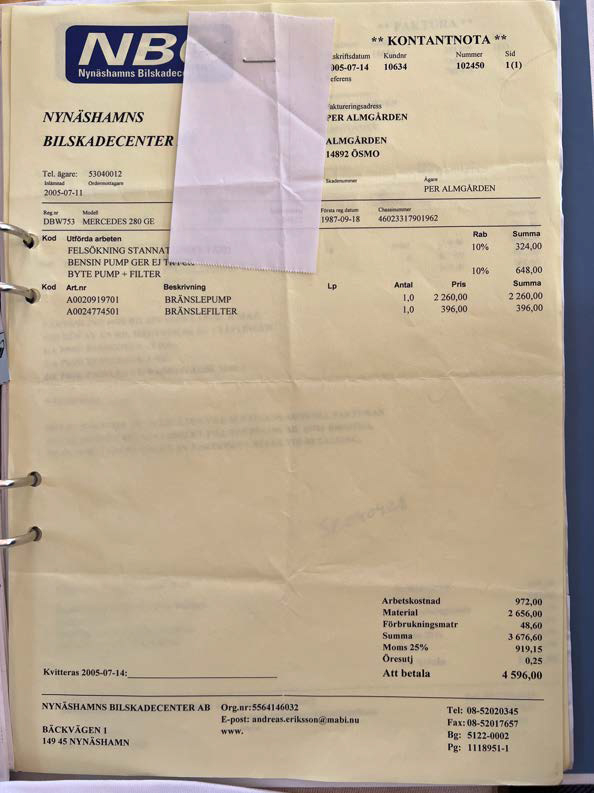 ** KONTANTNOTA **
NB
Nynäshamns Bilskadecen
skriftsdatum Kundnr Nummer Sid
005-07-14 10634 102450 1(1)
ferens
NYNÄSHAMNS
BILSKADECENTER
Faktureringsadress
PER ALMGÅRDEN
ALMGÅRDEN
14892 ÖSMO
Tel. ägare: 53040012
Inlämnad Ordermottagare Skadenummer Ägare
2005-07-11 PER ALMGÅRDEN
Reg.nr Modell Första reg datum Chassinummer
DBW753 MERCEDES 280 GE 1987-09-18 46023317901962
Kod Utförda arbeten Rab Summa
FELSÖKNING STANNAT 10% 324,00
BENSIN PUMP GER EJ
BYTE PUMP + FILTER 10% 648,00
Kod Art.nr Beskrivning Lp Antal Pris Summa
A0020919701 BRÄNSLEPUMP 1,0 2 260,00 2 260,00
A0024774501 BRÄNSLEFILTER 1,0 396,00 396,00
Arbetskostnad 972,00
Material 2 656,00
Förbrukningsmatr 48,60
Summa 3 676,60
Moms 25% 919,15
Öresutj 0,25
Att betala 4 596,00
Kvitteras 2005-07-14:
NYNÄSHAMNS BILSKADECENTER AB Org.nr:5564146032 Tel: 08-52020345
E-post: andreas.eriksson@mabi.nu Fax: 08-52017657
BÄCKVÄGEN 1 www. Bg: 5122-0002
149 45 NYNÄSHAMN Pg: 1118951-1